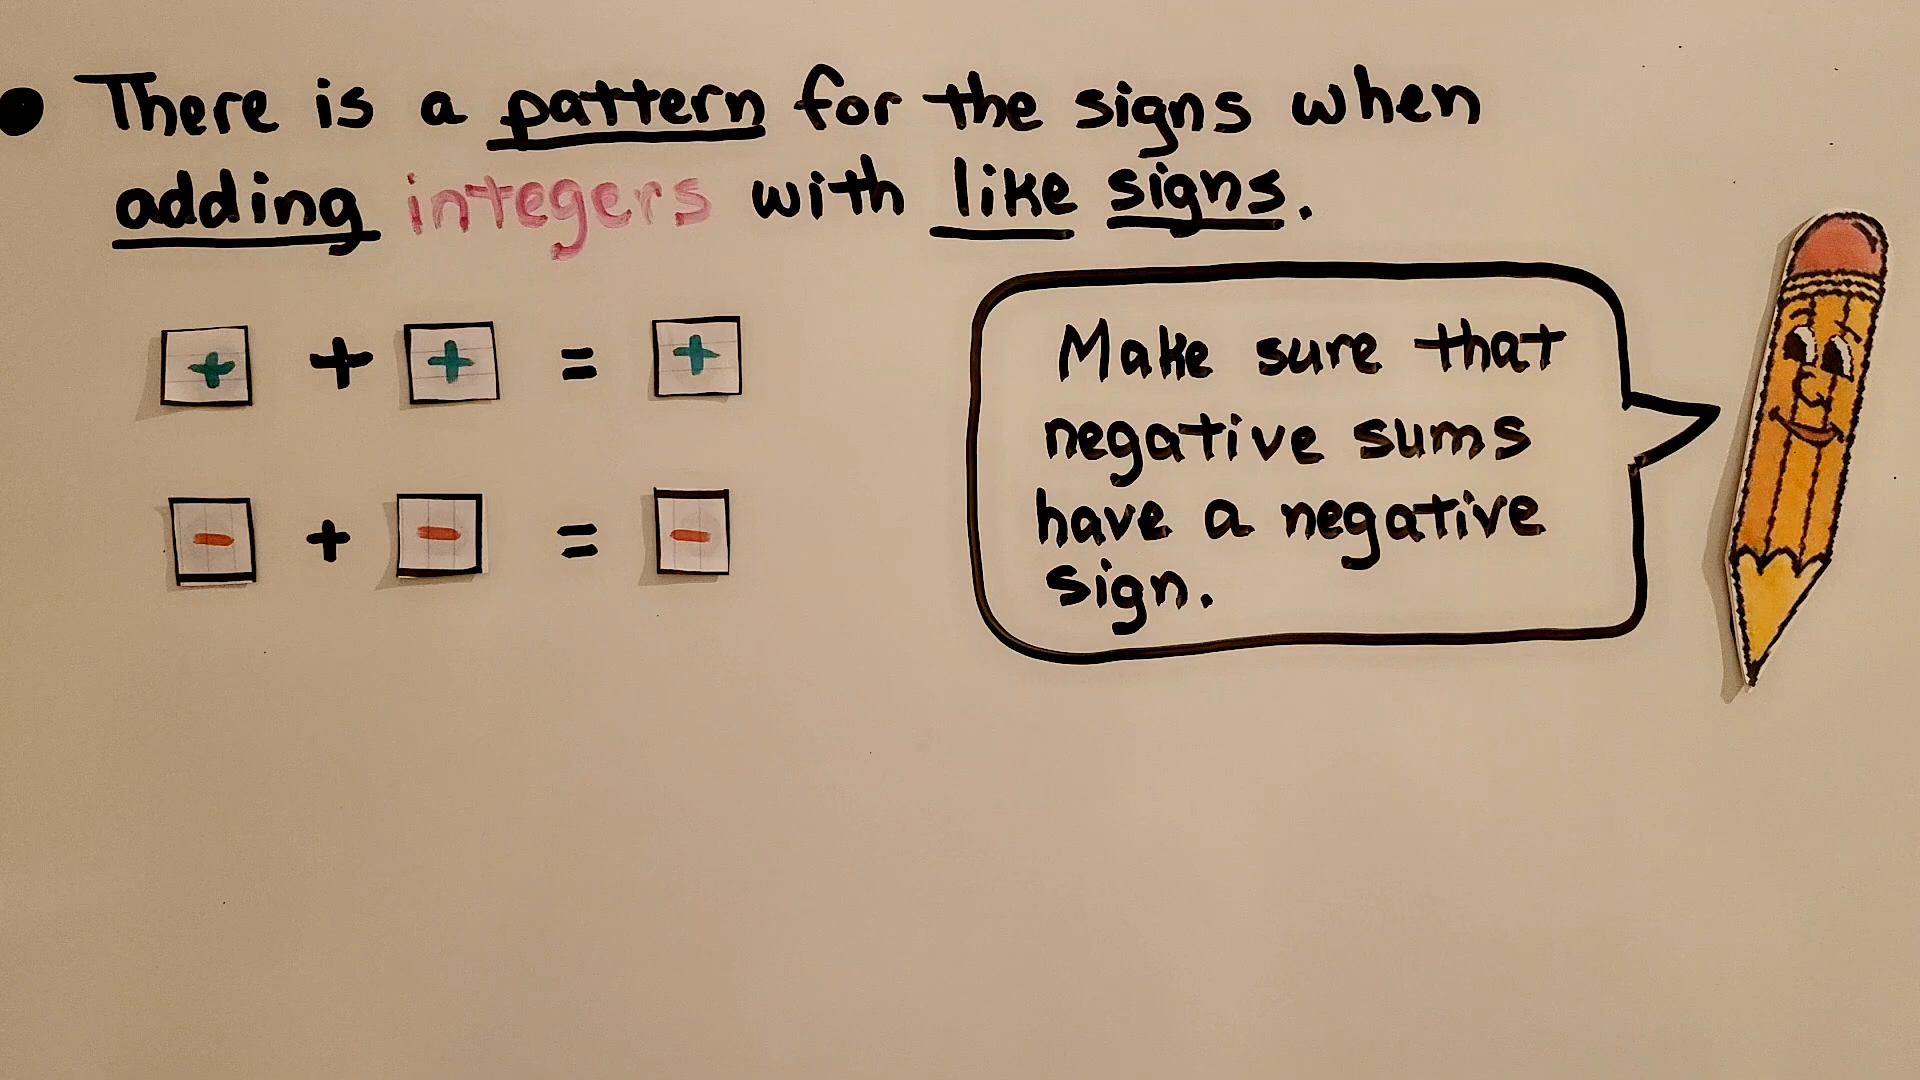 • There is a pattern for the signs when
adding integers with like signs.
+ + + = +
- + - = -
Make sure that
negative sums
have a negative
sign.